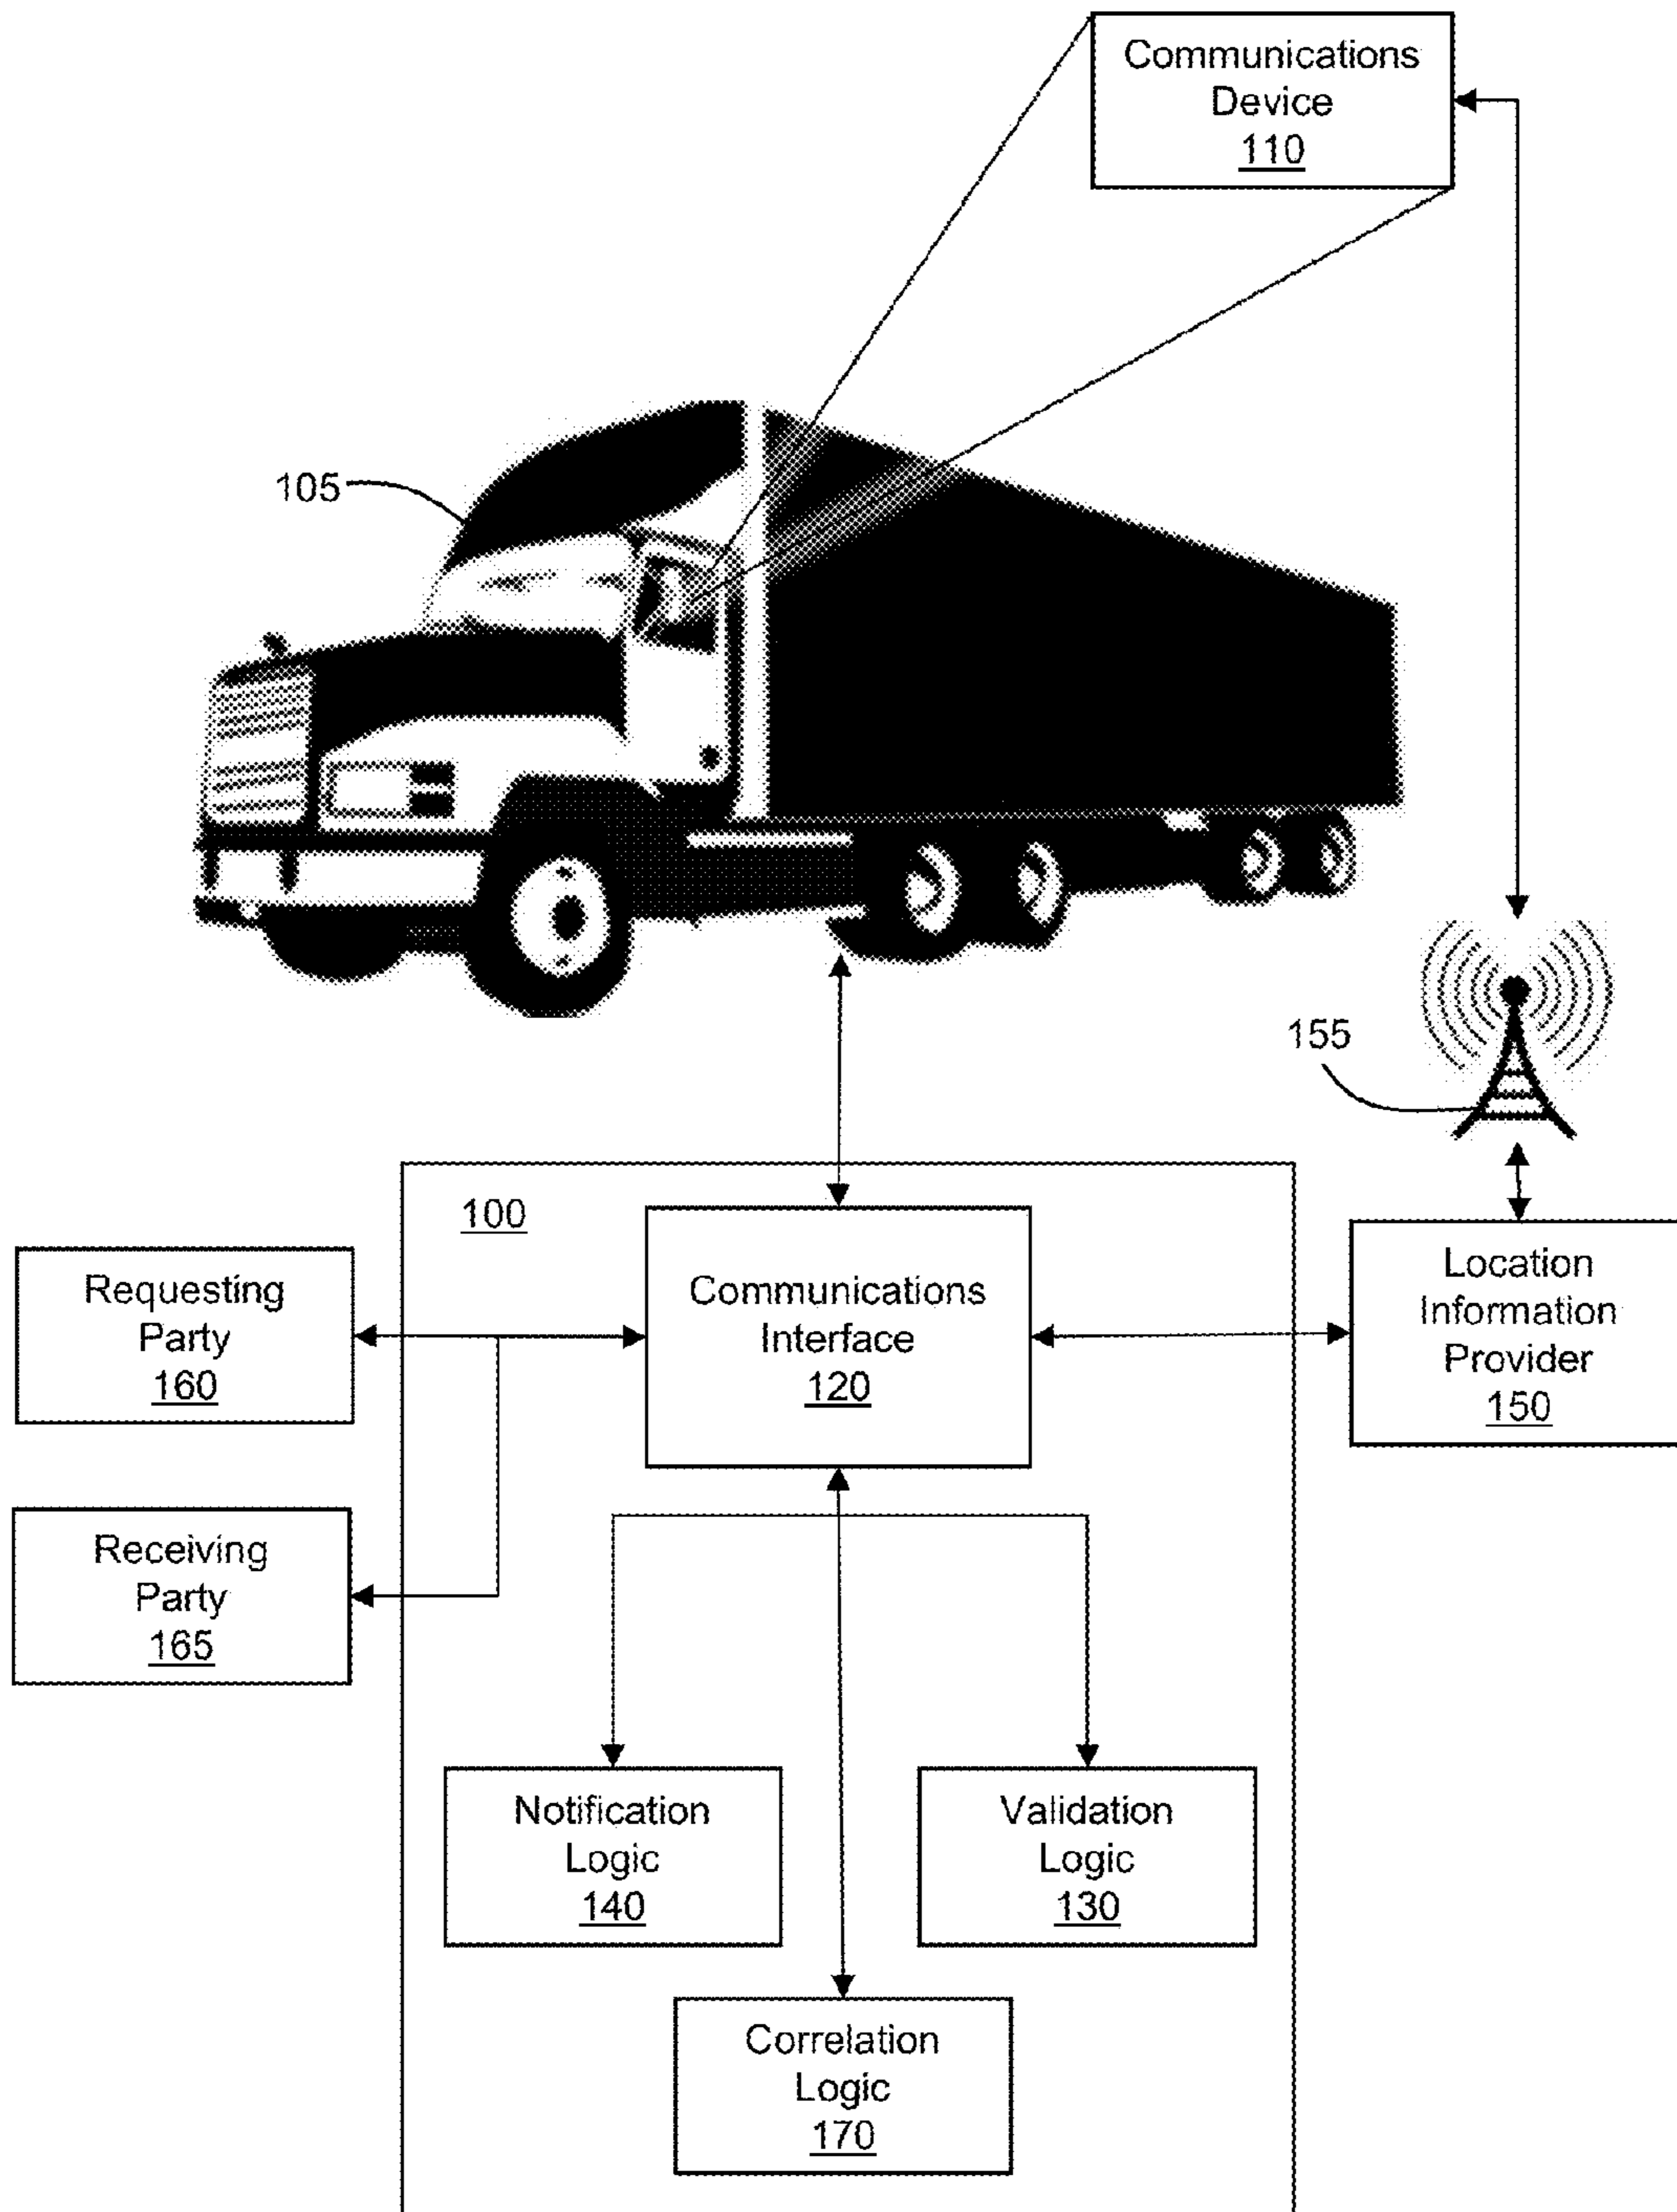 Communications
Device
110
105
155
100
Requesting
Party
160
Communications
Interface
120
Location
Information
Provider
150
Receiving
Party
165
Notification
Logic
140
Validation
Logic
130
Correlation
Logic
170